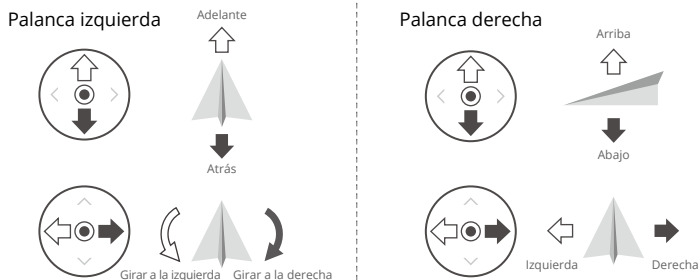 Palanca izquierda
Adelante
Atrás
Girar a la izquierda
Girar a la derecha
Palanca derecha
Arriba
Abajo
Izquierda
Derecha